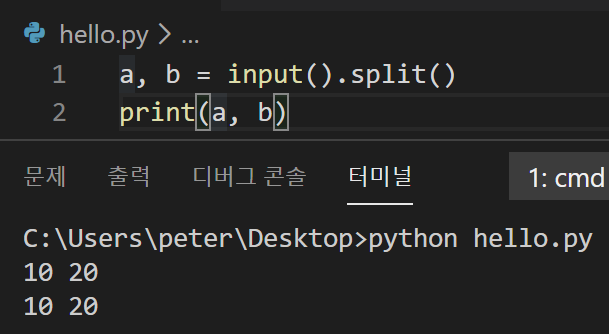 hello.py > ...
1 a, b = input().split()
2 print(a, b)
문제 출력 디버그 콘솔 터미널 1: cmd
C:\Users\peter\Desktop>python hello.py
10 20
10 20